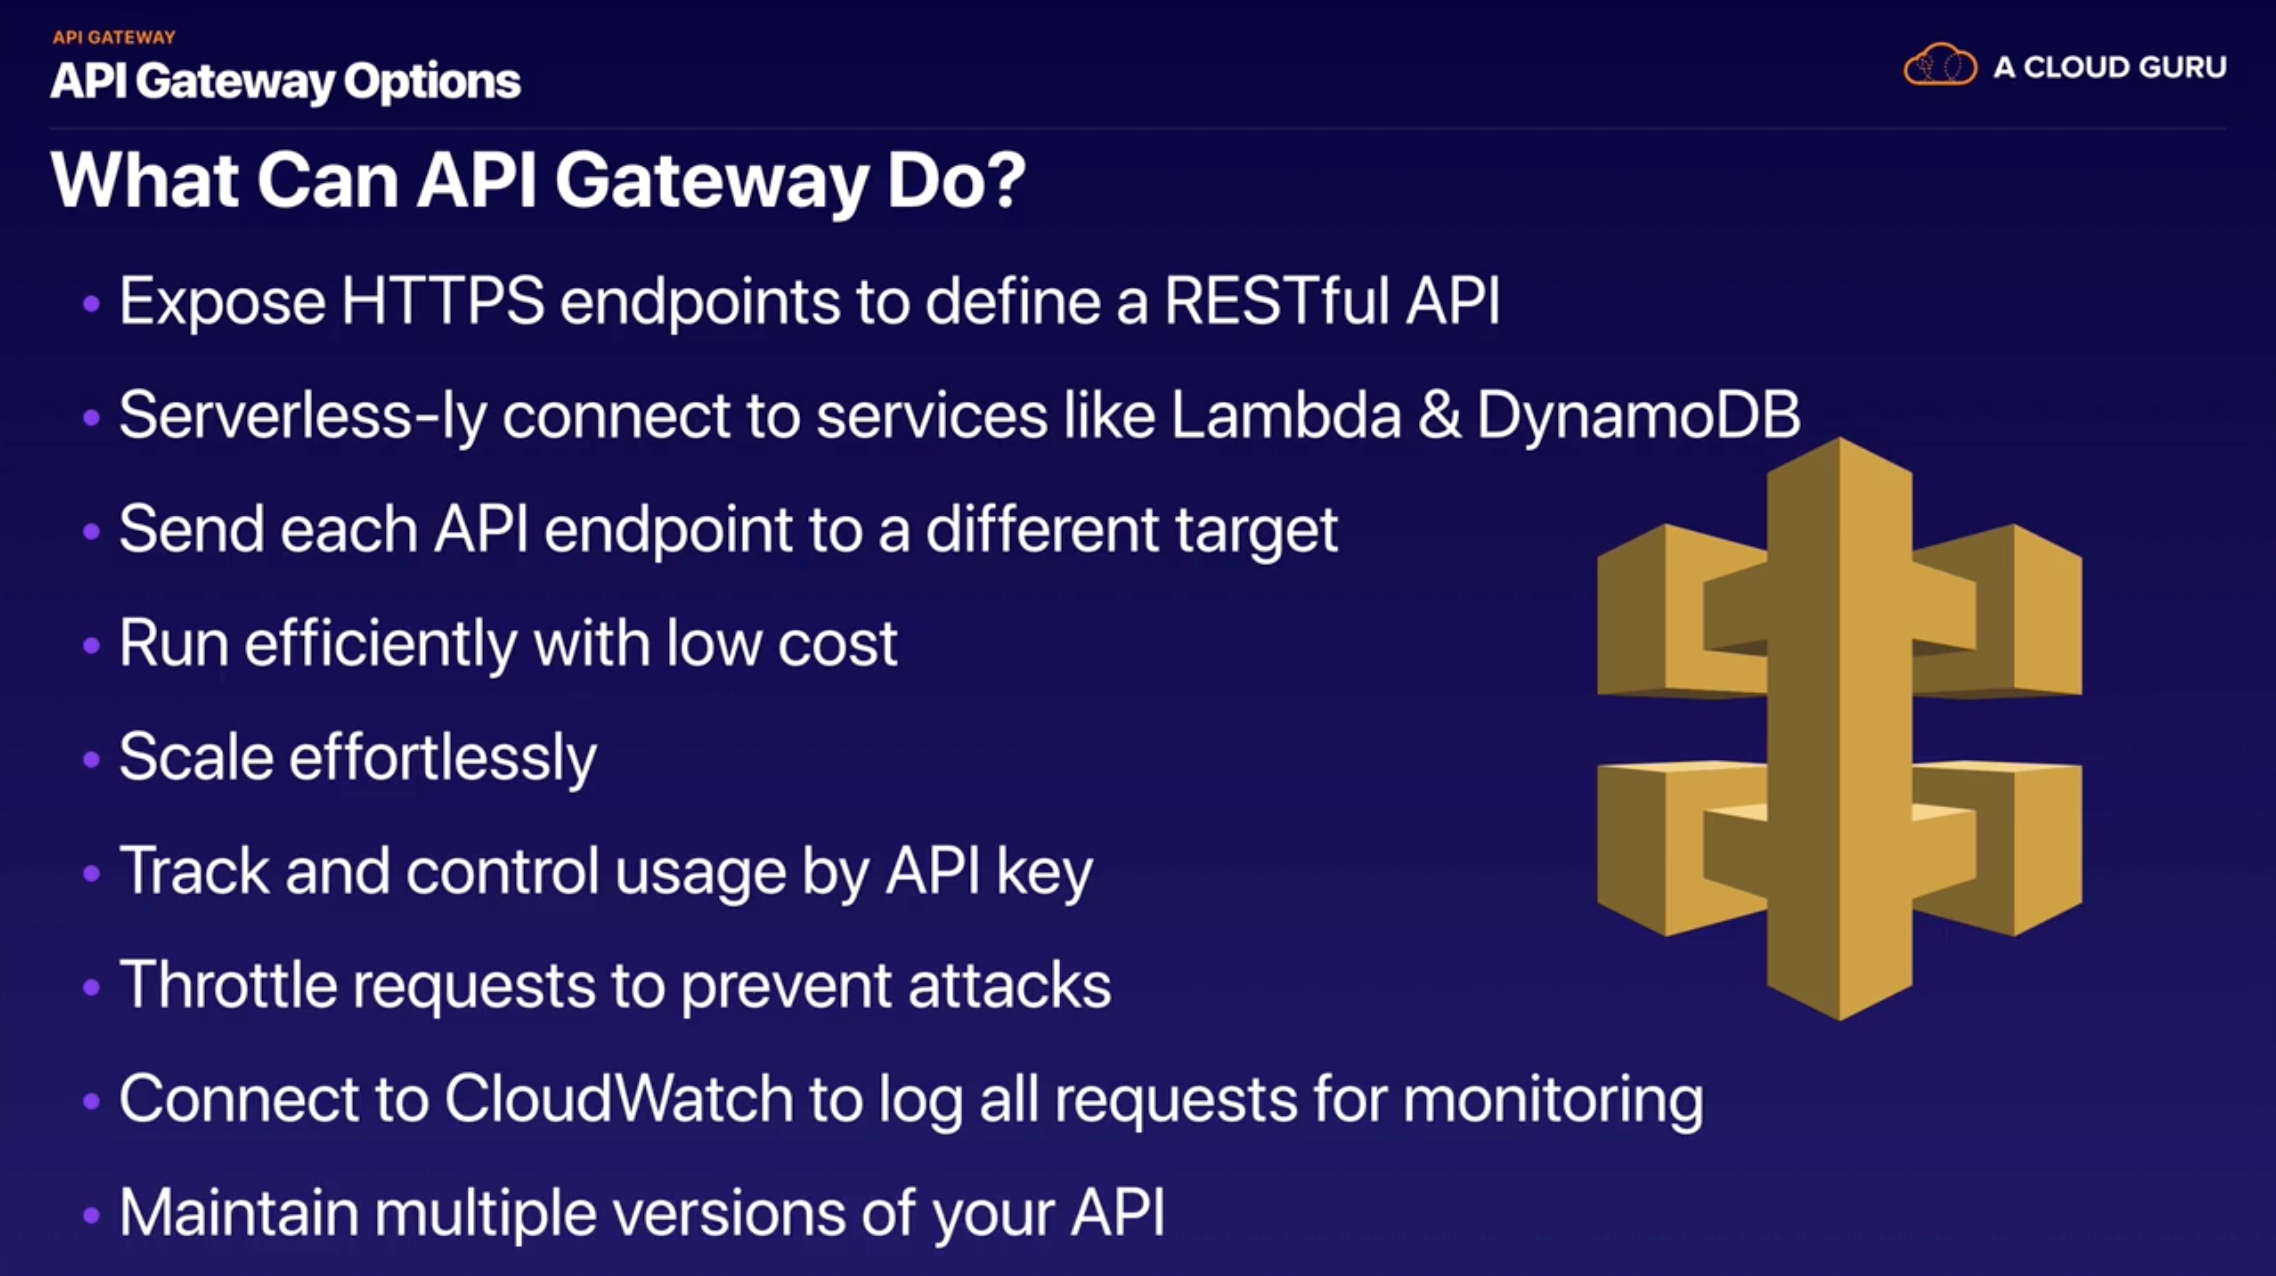 API GATEWAY
API Gateway Options
A CLOUD GURU
What Can API Gateway Do?
• Expose HTTPS endpoints to define a RESTful API
• Serverless-ly connect to services like Lambda & DynamoDB
• Send each API endpoint to a different target
• Run efficiently with low cost
• Scale effortlessly
• Track and control usage by API key
• Throttle requests to prevent attacks
• Connect to CloudWatch to log all requests for monitoring
• Maintain multiple versions of your API